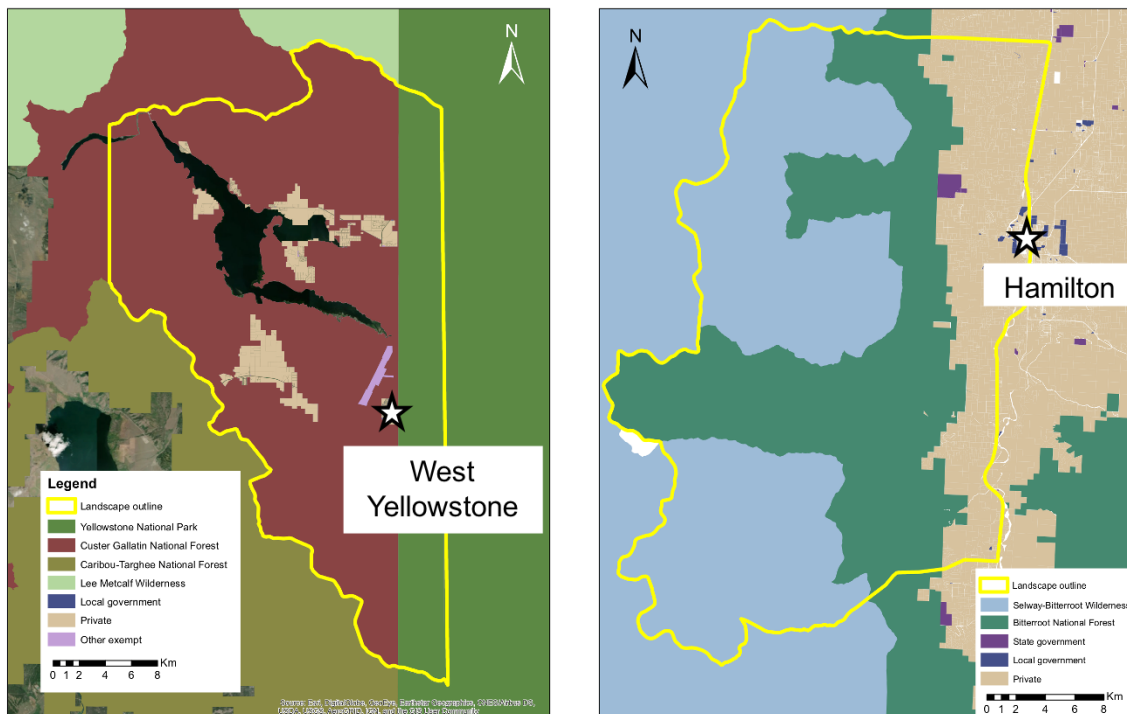 N
West
Yellowstone
Legend
Landscape outline
Yellowstone National Park
Custer Gallatin National Forest
Caribou-Targhee National Forest
Lee Metcalf Wilderness
Local government
Private
Other exempt
0 1 2 4 6 8 Km
N
Hamilton
Landscape outline
Selway-Bitterroot Wilderness
Bitterroot National Forest
State government
Local government
Private
0 1 2 4 6 8 Km